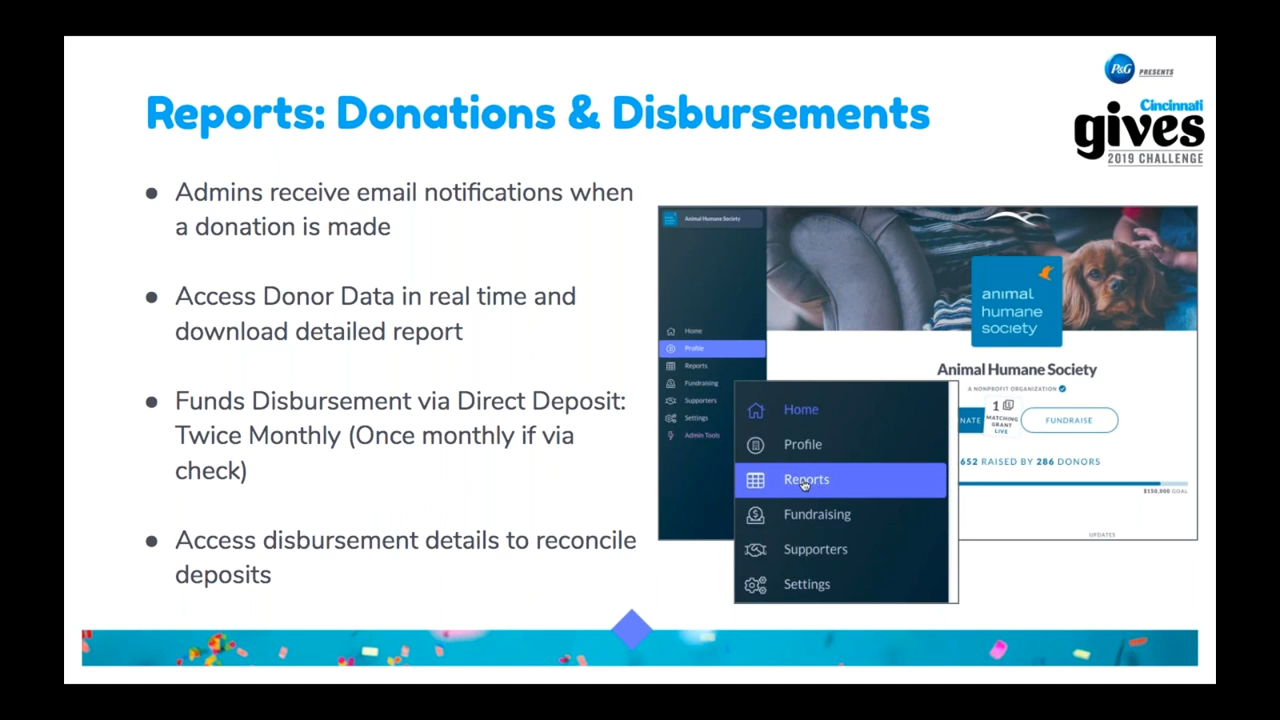 P&G PRESENTS
Cincinnati
gives
2019 CHALLENGE
Reports: Donations & Disbursements
● Admins receive email notifications when
a donation is made
● Access Donor Data in real time and
download detailed report
● Funds Disbursement via Direct Deposit:
Twice Monthly (Once monthly if via
check)
● Access disbursement details to reconcile
deposits
Animal Humane Society
Home
Profile
Reports
Fundraising
Supporters
Settings
Admin Tools
animal
humane
society
Animal Humane Society
A NONPROFIT ORGANIZATION
NATE
1
MATCHING
GRANT
LIVE
FUNDRAISE
652 RAISED BY 286 DONORS
$150,000 GOAL
UPDATES
Home
Profile
Reports
Fundraising
Supporters
Settings